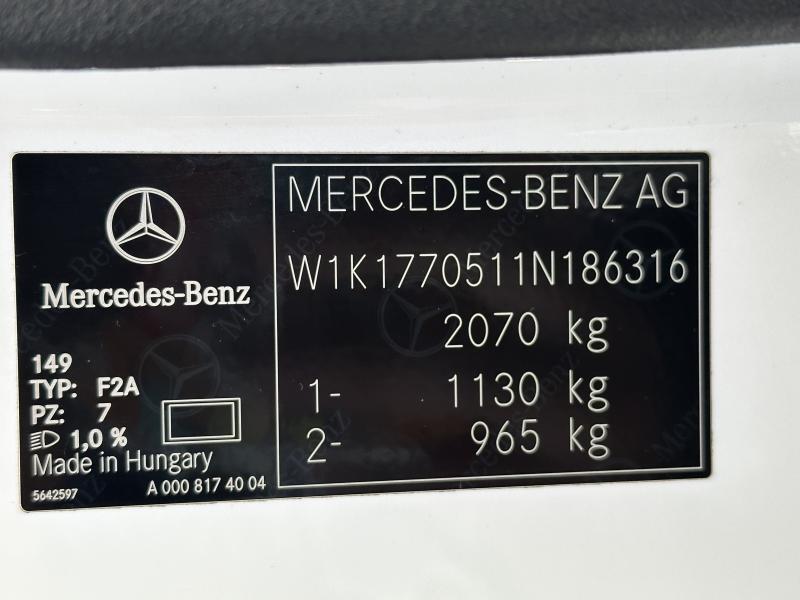 Mercedes-Benz
149
TYP: F2A
PZ: 7
1,0 %
Made in Hungary
5642597 A 000 817 40 04
MERCEDES-BENZ AG
W1K1770511N186316
2070 kg
1- 1130 kg
2- 965 kg